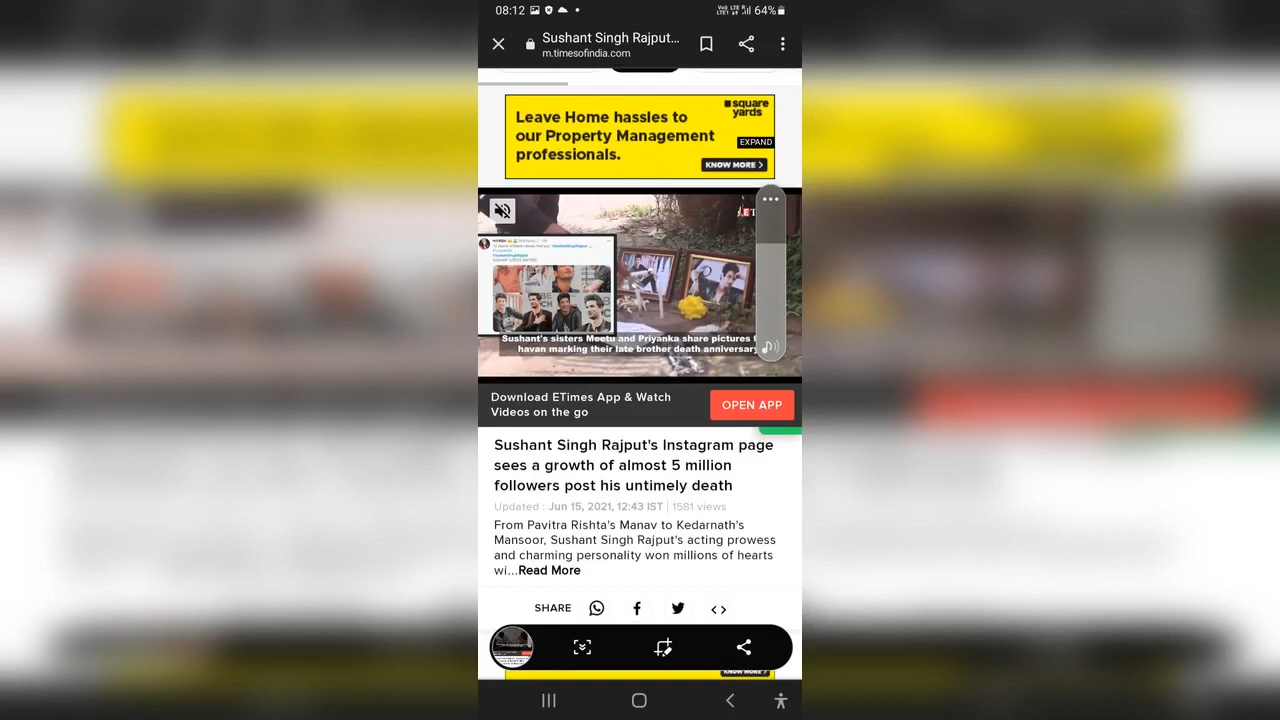 08:12
64%
Sushant Singh Rajput...
m.timesofindia.com
Leave Home hassles to
our Property Management
professionals.
square
yards
EXPAND
KNOW MORE
ET
Sushant's sisters Meetu and Priyanka share pictures
havan marking their late brother death anniversary
Download ETimes App & Watch
Videos on the go
OPEN APP
Sushant Singh Rajput's Instagram page
sees a growth of almost 5 million
followers post his untimely death
Updated : Jun 15, 2021, 12:43 IST | 1581 views
From Pavitra Rishta's Manav to Kedarnath's
Mansoor, Sushant Singh Rajput's acting prowess
and charming personality won millions of hearts
wi...Read More
SHARE
KNOW MORE